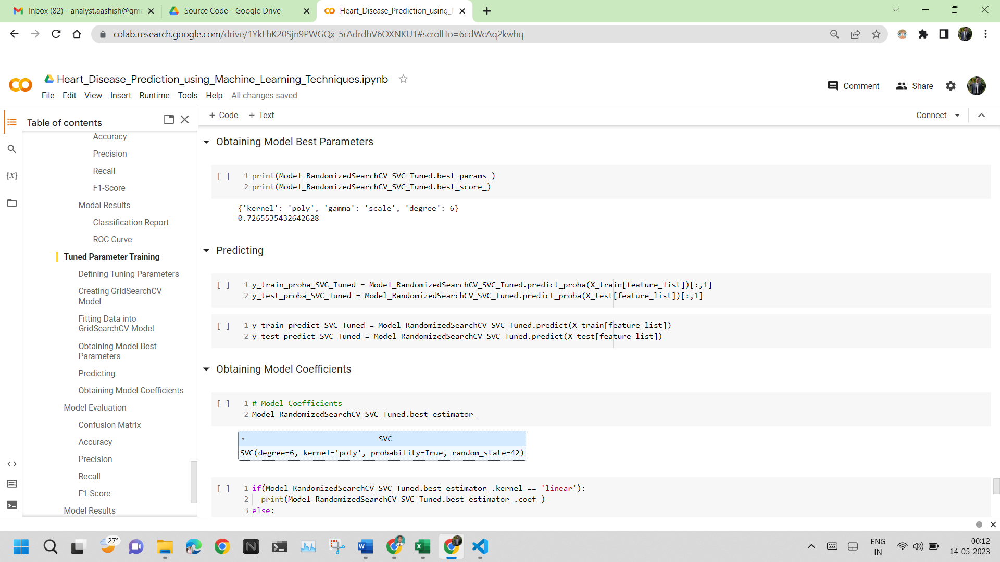 Inbox (82) - analyst.aashish@gm
Source Code - Google Drive
Heart_Disease_Prediction_using_
colab.research.google.com/drive/1YkLhK20Sjn9PWGQx_5rAdrdhV6OXNKU1#scrollTo=6cdWcAq2kwhq
Heart_Disease_Prediction_using_Machine_Learning_Techniques.ipynb
Comment
Share
File Edit View Insert Runtime Tools Help All changes saved
Table of contents
+ Code + Text
Connect
Accuracy
Precision
Recall
F1-Score
Modal Results
Classification Report
ROC Curve
Tuned Parameter Training
Defining Tuning Parameters
Creating GridSearchCV
Model
Fitting Data into
GridSearchCV Model
Obtaining Model Best
Parameters
Predicting
Obtaining Model Coefficients
Model Evaluation
Confusion Matrix
Accuracy
Precision
Recall
F1-Score
Model Results
Obtaining Model Best Parameters
[ ] 1 print(Model_RandomizedSearchCV_SVC_Tuned.best_params_)
2 print(Model_RandomizedSearchCV_SVC_Tuned.best_score_)
{'kernel': 'poly', 'gamma': 'scale', 'degree': 6}
0.7265535432642628
Predicting
[ ] 1 y_train_proba_SVC_Tuned = Model_RandomizedSearchCV_SVC_Tuned.predict_proba(X_train[feature_list])[:,1]
2 y_test_proba_SVC_Tuned = Model_RandomizedSearchCV_SVC_Tuned.predict_proba(X_test[feature_list])[:,1]
[ ] 1 y_train_predict_SVC_Tuned = Model_RandomizedSearchCV_SVC_Tuned.predict(X_train[feature_list])
2 y_test_predict_SVC_Tuned = Model_RandomizedSearchCV_SVC_Tuned.predict(X_test[feature_list])
Obtaining Model Coefficients
[ ] 1 # Model Coefficients
2 Model_RandomizedSearchCV_SVC_Tuned.best_estimator_
SVC
SVC(degree=6, kernel='poly', probability=True, random_state=42)
[ ] 1 if(Model_RandomizedSearchCV_SVC_Tuned.best_estimator_.kernel == 'linear'):
2 print(Model_RandomizedSearchCV_SVC_Tuned.best_estimator_.coef_)
3 else:
27°
ENG
IN
00:12
14-05-2023